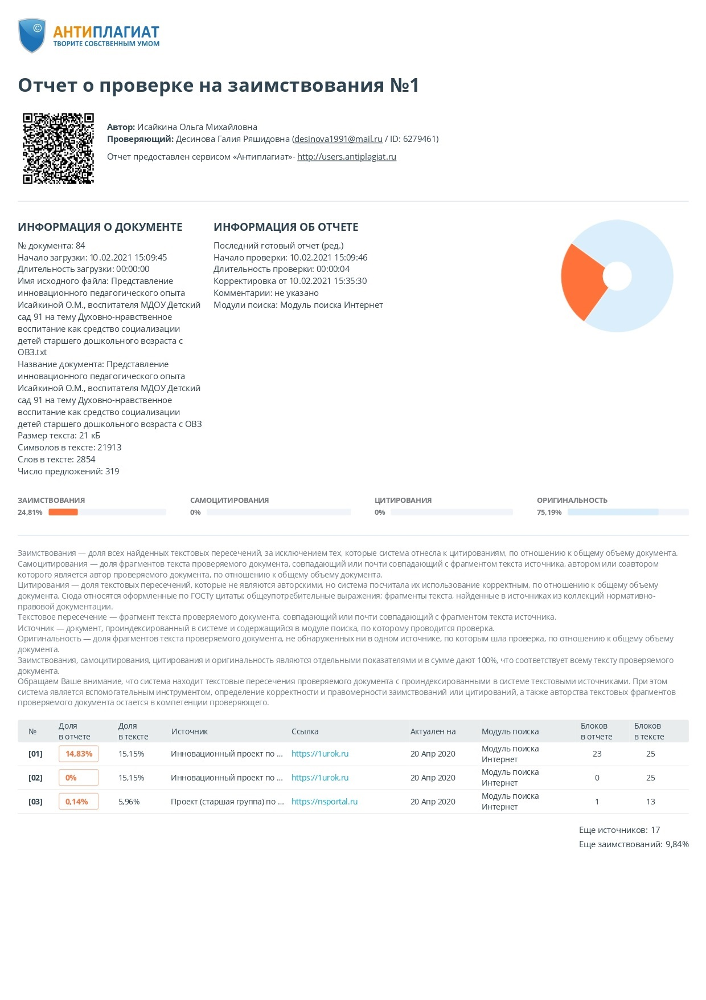 ©
АНТИПЛАГИАТ
ТВОРИТЕ СОБСТВЕННЫМ УМОМ
Отчет о проверке на заимствования №1
Автор: Исайкина Ольга Михайловна
Проверяющий: Десинова Галия Ряшидовна (desinova1991@mail.ru / ID: 6279461)
Отчет предоставлен сервисом «Антиплагиат»- http://users.antiplagiat.ru
ИНФОРМАЦИЯ О ДОКУМЕНТЕ
№ документа: 84
Начало загрузки: 10.02.2021 15:09:45
Длительность загрузки: 00:00:00
Имя исходного файла: Представление
инновационного педагогического опыта
Исайкиной О.М., воспитателя МДОУ Детский
сад 91 на тему Духовно-нравственное
воспитание как средство социализации
детей старшего дошкольного возраста с
ОВЗ.txt
Название документа: Представление
инновационного педагогического опыта
Исайкиной О.М., воспитателя МДОУ Детский
сад 91 на тему Духовно-нравственное
воспитание как средство социализации
детей старшего дошкольного возраста с ОВЗ
Размер текста: 21 кБ
Символов в тексте: 21913
Слов в тексте: 2854
Число предложений: 319
ИНФОРМАЦИЯ ОБ ОТЧЕТЕ
Последний готовый отчет (ред.)
Начало проверки: 10.02.2021 15:09:46
Длительность проверки: 00:00:04
Корректировка от 10.02.2021 15:35:30
Комментарии: не указано
Модули поиска: Модуль поиска Интернет
ЗАИМСТВОВАНИЯ
24,81%
САМОЦИТИРОВАНИЯ
0%
ЦИТИРОВАНИЯ
0%
ОРИГИНАЛЬНОСТЬ
75,19%
Заимствования — доля всех найденных текстовых пересечений, за исключением тех, которые система отнесла к цитированиям, по отношению к общему объему документа.
Самоцитирования — доля фрагментов текста проверяемого документа, совпадающий или почти совпадающий с фрагментом текста источника, автором или соавтором
которого является автор проверяемого документа, по отношению к общему объему документа.
Цитирования — доля текстовых пересечений, которые не являются авторскими, но система посчитала их использование корректным, по отношению к общему объему
документа. Сюда относятся оформленные по ГОСТу цитаты; общеупотребительные выражения; фрагменты текста, найденные в источниках из коллекций нормативно-
правовой документации.
Текстовое пересечение — фрагмент текста проверяемого документа, совпадающий или почти совпадающий с фрагментом текста источника.
Источник — документ, проиндексированный в системе и содержащийся в модуле поиска, по которому проводится проверка.
Оригинальность — доля фрагментов текста проверяемого документа, не обнаруженных ни в одном источнике, по которым шла проверка, по отношению к общему объему
документа.
Заимствования, самоцитирования, цитирования и оригинальность являются отдельными показателями и в сумме дают 100%, что соответствует всему тексту проверяемого
документа.
Обращаем Ваше внимание, что система находит текстовые пересечения проверяемого документа с проиндексированными в системе текстовыми источниками. При этом
система является вспомогательным инструментом, определение корректности и правомерности заимствований или цитирований, а также авторства текстовых фрагментов
проверяемого документа остается в компетенции проверяющего.
№ Доля в отчете Доля в тексте Источник Ссылка Актуален на Модуль поиска Блоков в отчете Блоков в тексте
[01] 14,83% 15,15% Инновационный проект по ... https://1urok.ru 20 Апр 2020 Модуль поиска Интернет 23 25
[02] 0% 15,15% Инновационный проект по ... https://1urok.ru 20 Апр 2020 Модуль поиска Интернет 0 25
[03] 0,14% 5,96% Проект (старшая группа) по ... https://nsportal.ru 20 Апр 2020 Модуль поиска Интернет 1 13
Еще источников: 17
Еще заимствований: 9,84%